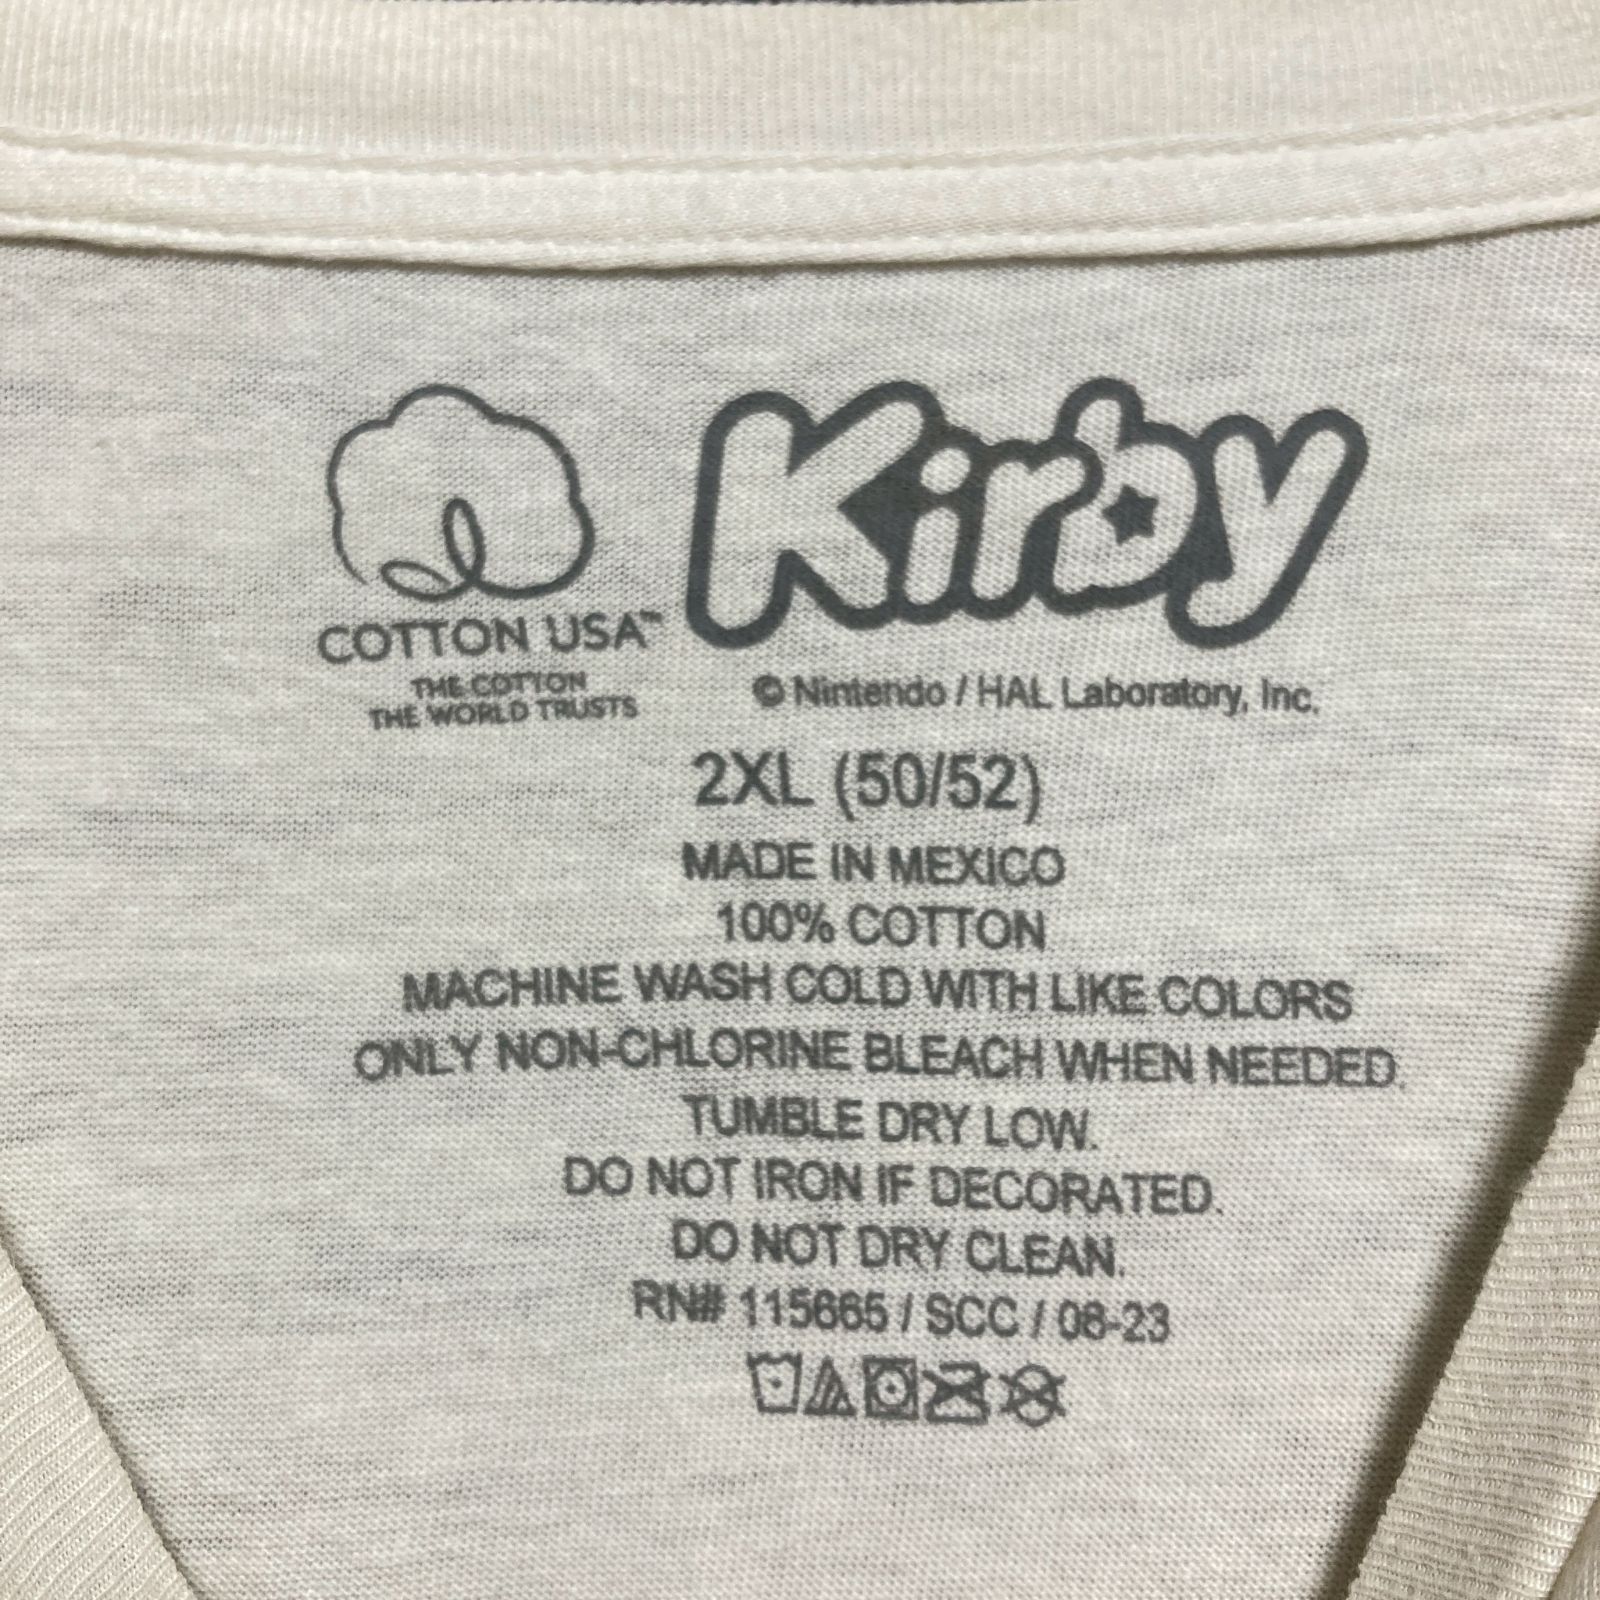 Kirby
COTTON USA™
THE COTTON
THE WORLD TRUSTS
© Nintendo / HAL Laboratory, Inc.
2XL (50/52)
MADE IN MEXICO
100% COTTON
MACHINE WASH COLD WITH LIKE COLORS
ONLY NON-CHLORINE BLEACH WHEN NEEDED.
TUMBLE DRY LOW.
DO NOT IRON IF DECORATED.
DO NOT DRY CLEAN.
RN# 115665 / SCC / 08-23